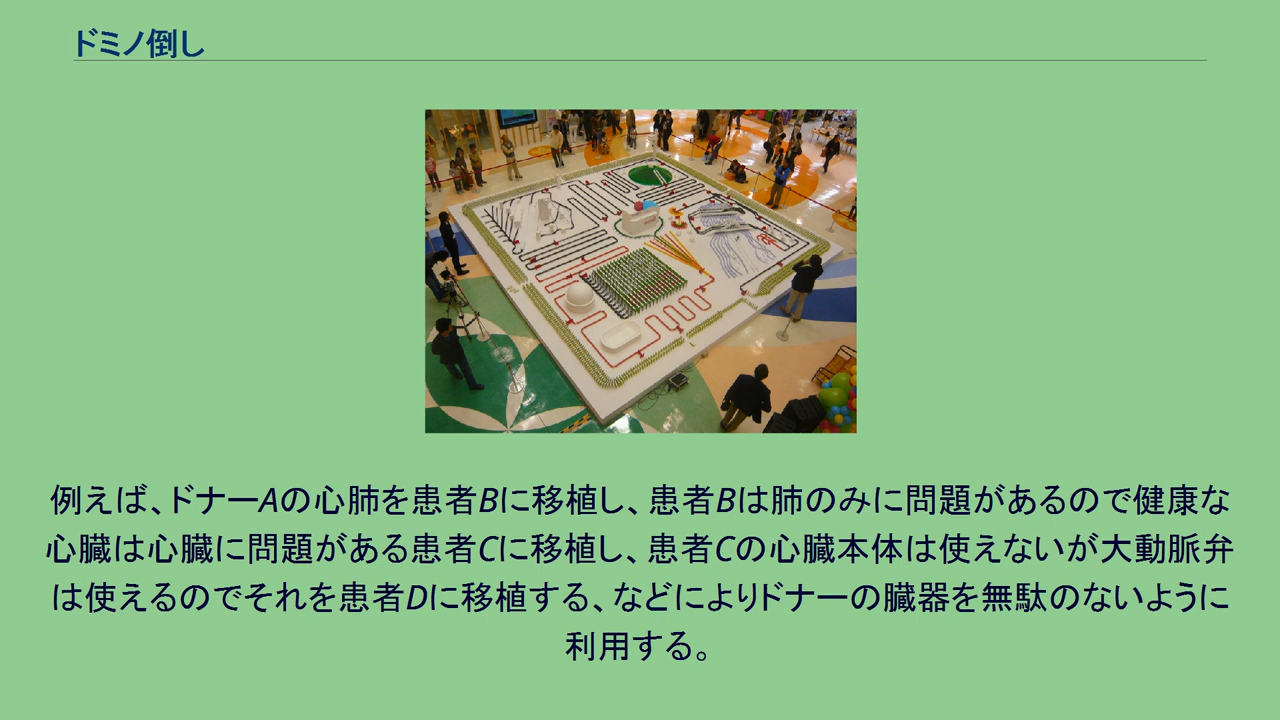 ドミノ倒し
例えば、ドナーAの心肺を患者Bに移植し、患者Bは肺のみに問題があるので健康な
心臓は心臓に問題がある患者Cに移植し、患者Cの心臓本体は使えないが大動脈弁
は使えるのでそれを患者Dに移植する、などによりドナーの臓器を無駄のないように
利用する。